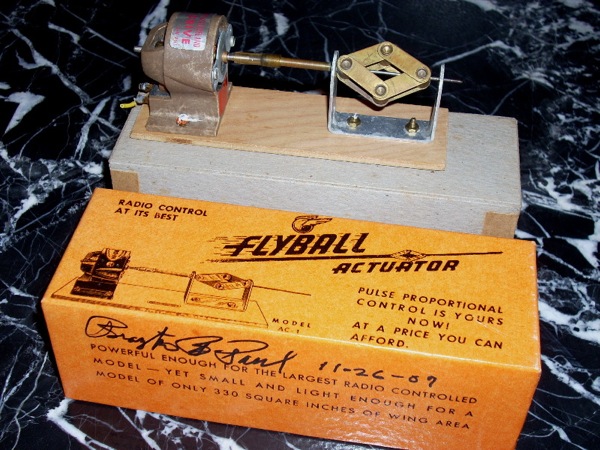 RADIO CONTROL
AT ITS BEST
FLYBALL
ACTUATOR
MODEL
AC-1
PULSE PROPORTIONAL
CONTROL IS YOURS
NOW!
AT A PRICE YOU CAN
AFFORD.
11-26-07
POWERFUL ENOUGH FOR THE LARGEST RADIO CONTROLLED
MODEL — YET SMALL AND LIGHT ENOUGH FOR A
MODEL OF ONLY 330 SQUARE INCHES OF WING AREA